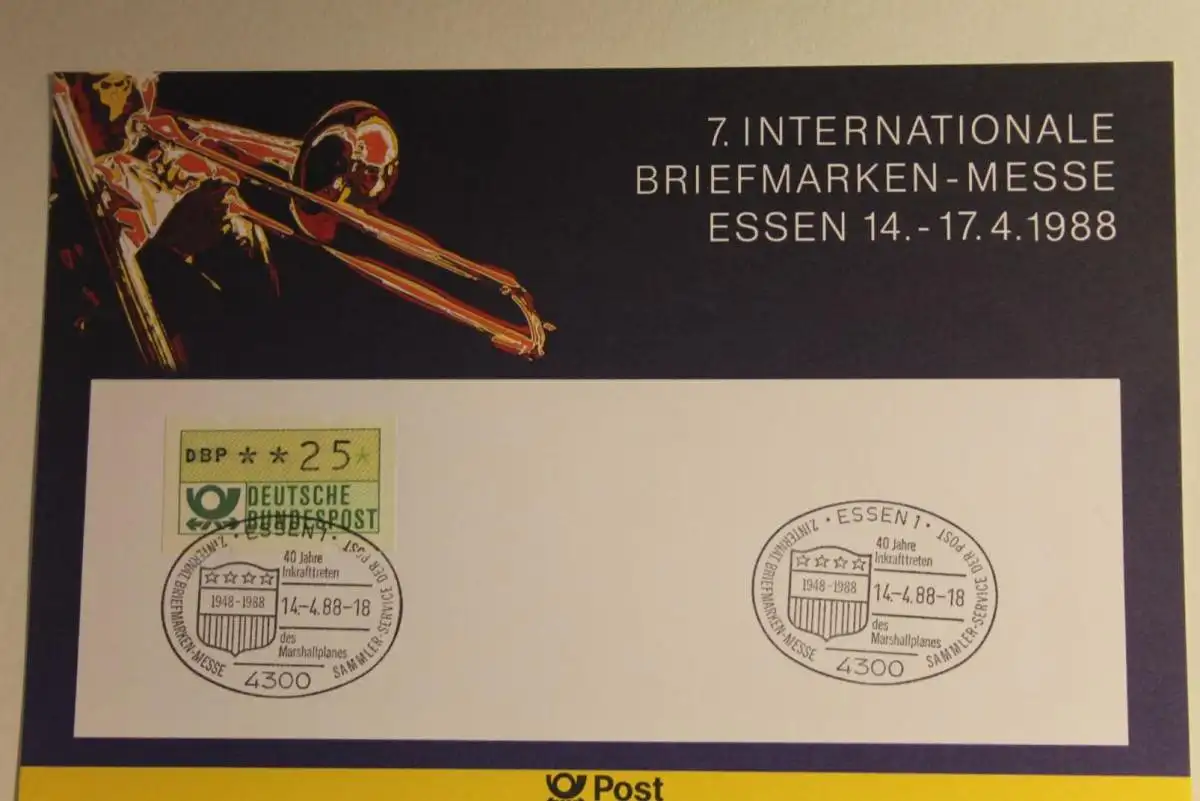 7. INTERNATIONALE
BRIEFMARKEN-MESSE
ESSEN 14.-17.4.1988
DBP **25*
DEUTSCHE
BUNDESPOST
· ESSEN 1 ·
7.INTERNAT.BRIEFMARKEN-MESSE
SAMMLER-SERVICE DER POST
40 Jahre
Inkrafttreten
1948-1988
14.-4.88-18
des
Marshallplanes
4300
· ESSEN 1 ·
7.INTERNAT.BRIEFMARKEN-MESSE
SAMMLER-SERVICE DER POST
40 Jahre
Inkrafttreten
1948-1988
14.-4.88-18
des
Marshallplanes
4300
Post